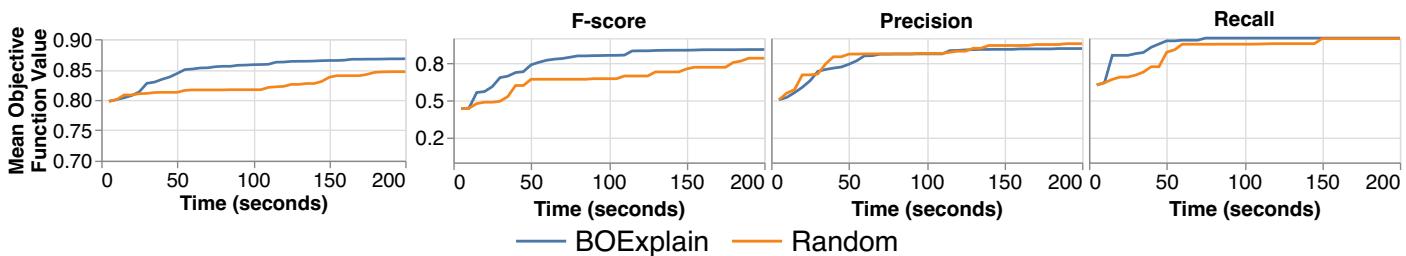 Mean Objective
Function Value
0.90
0.85
0.80
0.75
0.70
0 50 100 150 200
Time (seconds)
F-score
0.8
0.5
0.2
0 50 100 150 200
Time (seconds)
Precision
0 50 100 150 200
Time (seconds)
Recall
0 50 100 150 200
Time (seconds)
BOExplain Random